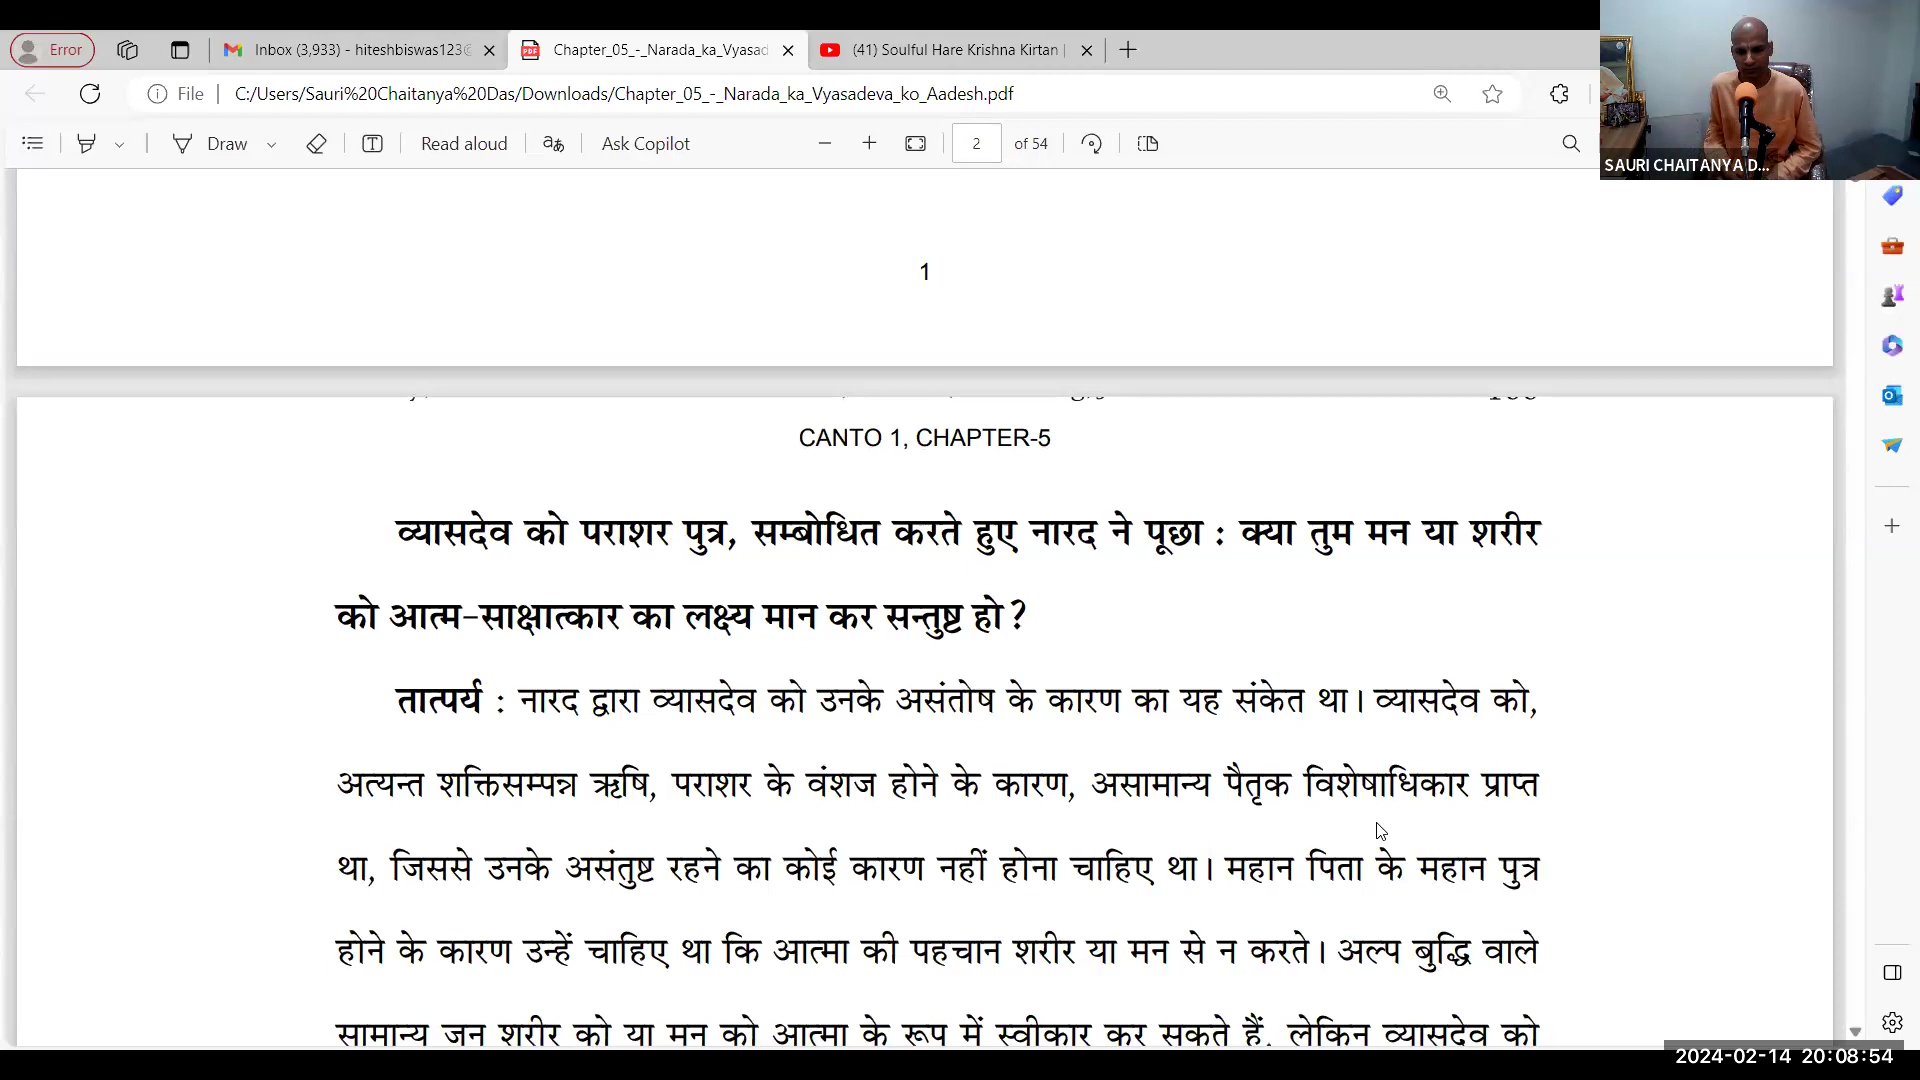 Error
Inbox (3,933) - hiteshbiswas123
Chapter_05_-_Narada_ka_Vyasad
(41) Soulful Hare Krishna Kirtan
File
C:/Users/Sauri%20Chaitanya%20Das/Downloads/Chapter_05_-_Narada_ka_Vyasadeva_ko_Aadesh.pdf
Draw
Read aloud
Ask Copilot
2 of 54
SAURI CHAITANYA D...
1
CANTO 1, CHAPTER-5
व्यासदेव को पराशर पुत्र, सम्बोधित करते हुए नारद ने पूछा : क्या तुम मन या शरीर
को आत्म-साक्षात्कार का लक्ष्य मान कर सन्तुष्ट हो?
तात्पर्य : नारद द्वारा व्यासदेव को उनके असंतोष के कारण का यह संकेत था। व्यासदेव को,
अत्यन्त शक्तिसम्पन्न ऋषि, पराशर के वंशज होने के कारण, असामान्य पैतृक विशेषाधिकार प्राप्त
था, जिससे उनके असंतुष्ट रहने का कोई कारण नहीं होना चाहिए था। महान पिता के महान पुत्र
होने के कारण उन्हें चाहिए था कि आत्मा की पहचान शरीर या मन से न करते। अल्प बुद्धि वाले
सामान्य जन शरीर को या मन को आत्मा के रूप में स्वीकार कर सकते हैं, लेकिन व्यासदेव को
2024-02-14 20:08:54